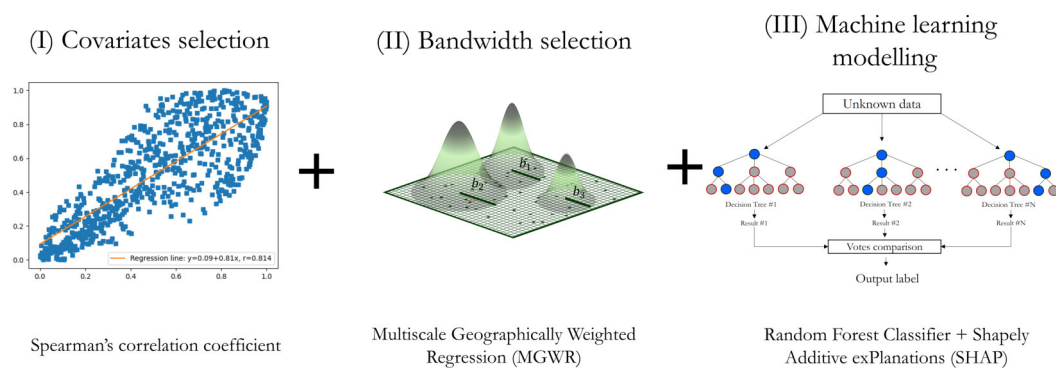 (I) Covariates selection
(II) Bandwidth selection
(III) Machine learning
modelling
1.0
0.8
0.6
0.4
0.2
0.0
0.0
0.2
0.4
0.6
0.8
1.0
Regression line: y=0.09+0.81x, r=0.814
+
b1
b2
b3
+
Unknown data
. . .
Decision Tree #1
Decision Tree #2
Decision Tree #N
Result #1
Result #2
Result #N
Votes comparison
Output label
Spearman's correlation coefficient
Multiscale Geographically Weighted
Regression (MGWR)
Random Forest Classifier + Shapely
Additive exPlanations (SHAP)